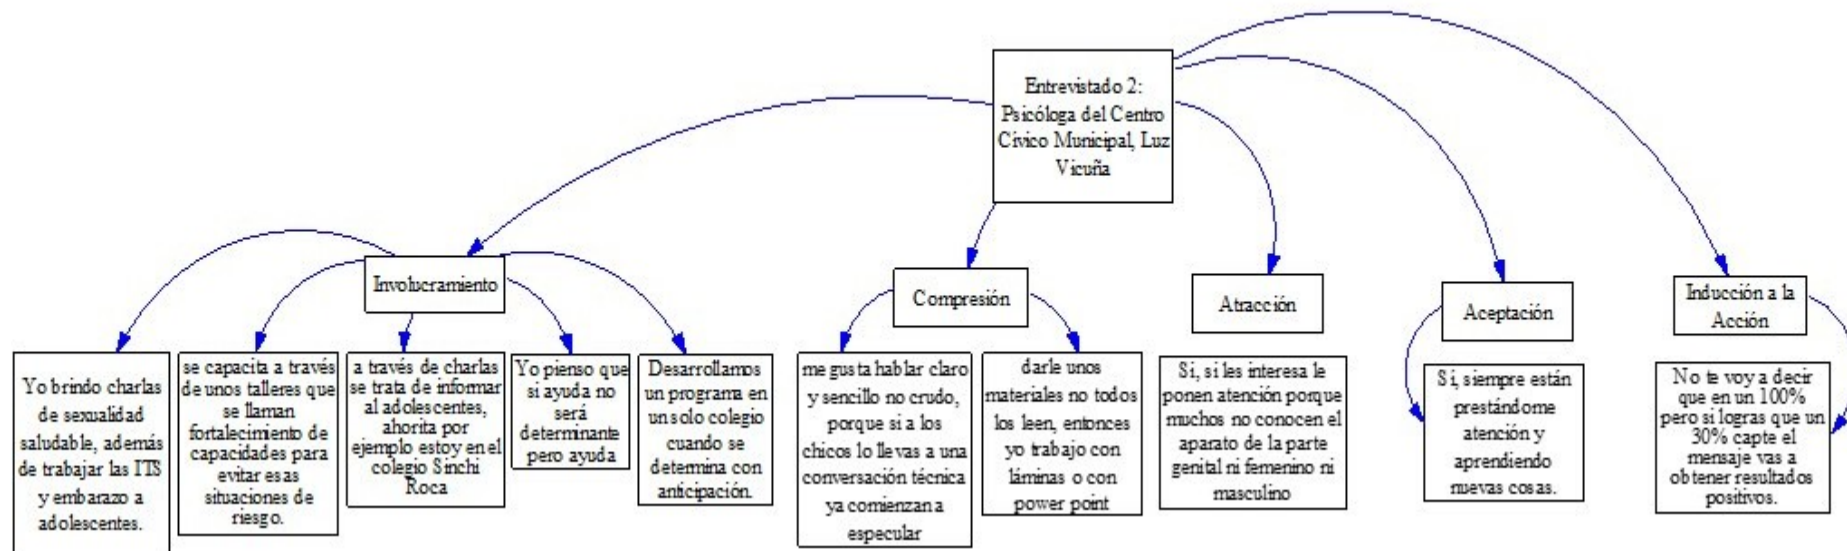 Entrevistado 2:
Psicóloga del Centro
Cívico Municipal, Luz
Vicuña
Involucramiento
Compresión
Atracción
Aceptación
Inducción a la
Acción
Yo brindo charlas
de sexualidad
saludable, además
de trabajar las ITS
y embarazo a
adolescentes.
se capacita a través
de unos talleres que
se llaman
fortalecimiento de
capacidades para
evitar esas
situaciones de
riesgo.
a través de charlas
se trata de informar
al adolescentes,
ahorita por
ejemplo estoy en el
colegio Sinchi
Roca
Yo pienso que
si ayuda no
será
determinante
pero ayuda
Desarrollamos
un programa en
un solo colegio
cuando se
determina con
anticipación.
me gusta hablar claro
y sencillo no crudo,
porque si a los
chicos lo llevas a una
conversación técnica
ya comienzan a
especular
darle unos
materiales no todos
los leen, entonces
yo trabajo con
láminas o con
power point
Si, si les interesa le
ponen atención porque
muchos no conocen el
aparato de la parte
genital ni femenino ni
masculino
Si, siempre están
prestándome
atención y
aprendiendo
nuevas cosas.
No te voy a decir
que en un 100%
pero si logras que un
30% capte el
mensaje vas a
obtener resultados
positivos.